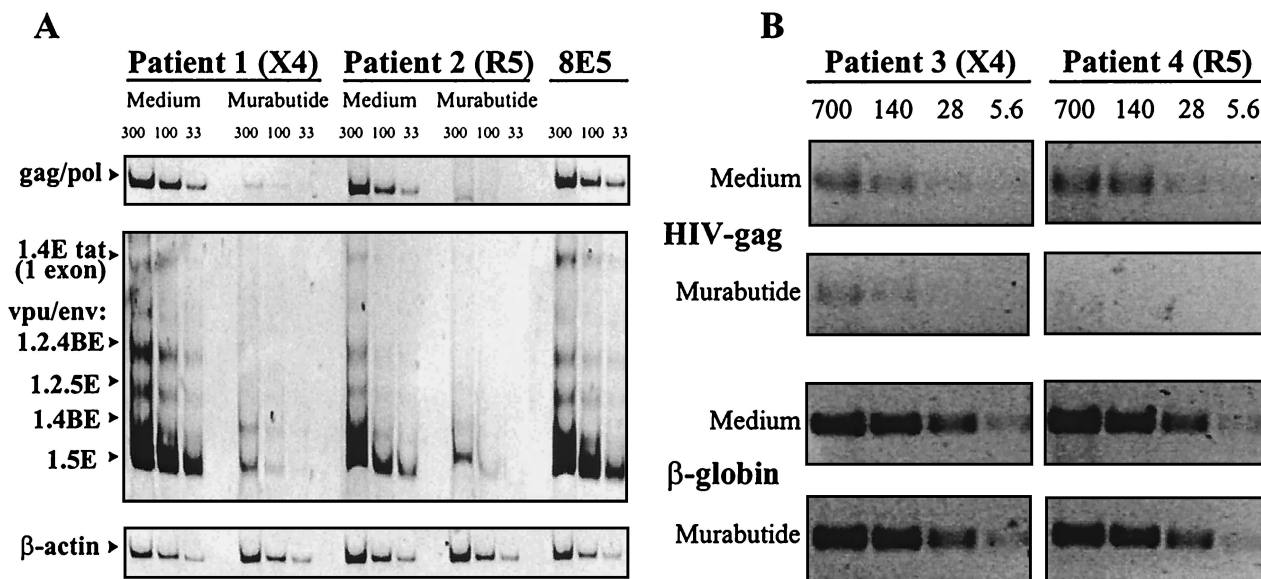 A
Patient 1 (X4) Patient 2 (R5) 8E5
Medium Murabutide Medium Murabutide
300 100 33 300 100 33 300 100 33 300 100 33 300 100 33
gag/pol
1.4E tat
(1 exon)
vpu/env:
1.2.4BE
1.2.5E
1.4BE
1.5E
β-actin
B
Patient 3 (X4) Patient 4 (R5)
700 140 28 5.6 700 140 28 5.6
Medium
HIV-gag
Murabutide
Medium
β-globin
Murabutide